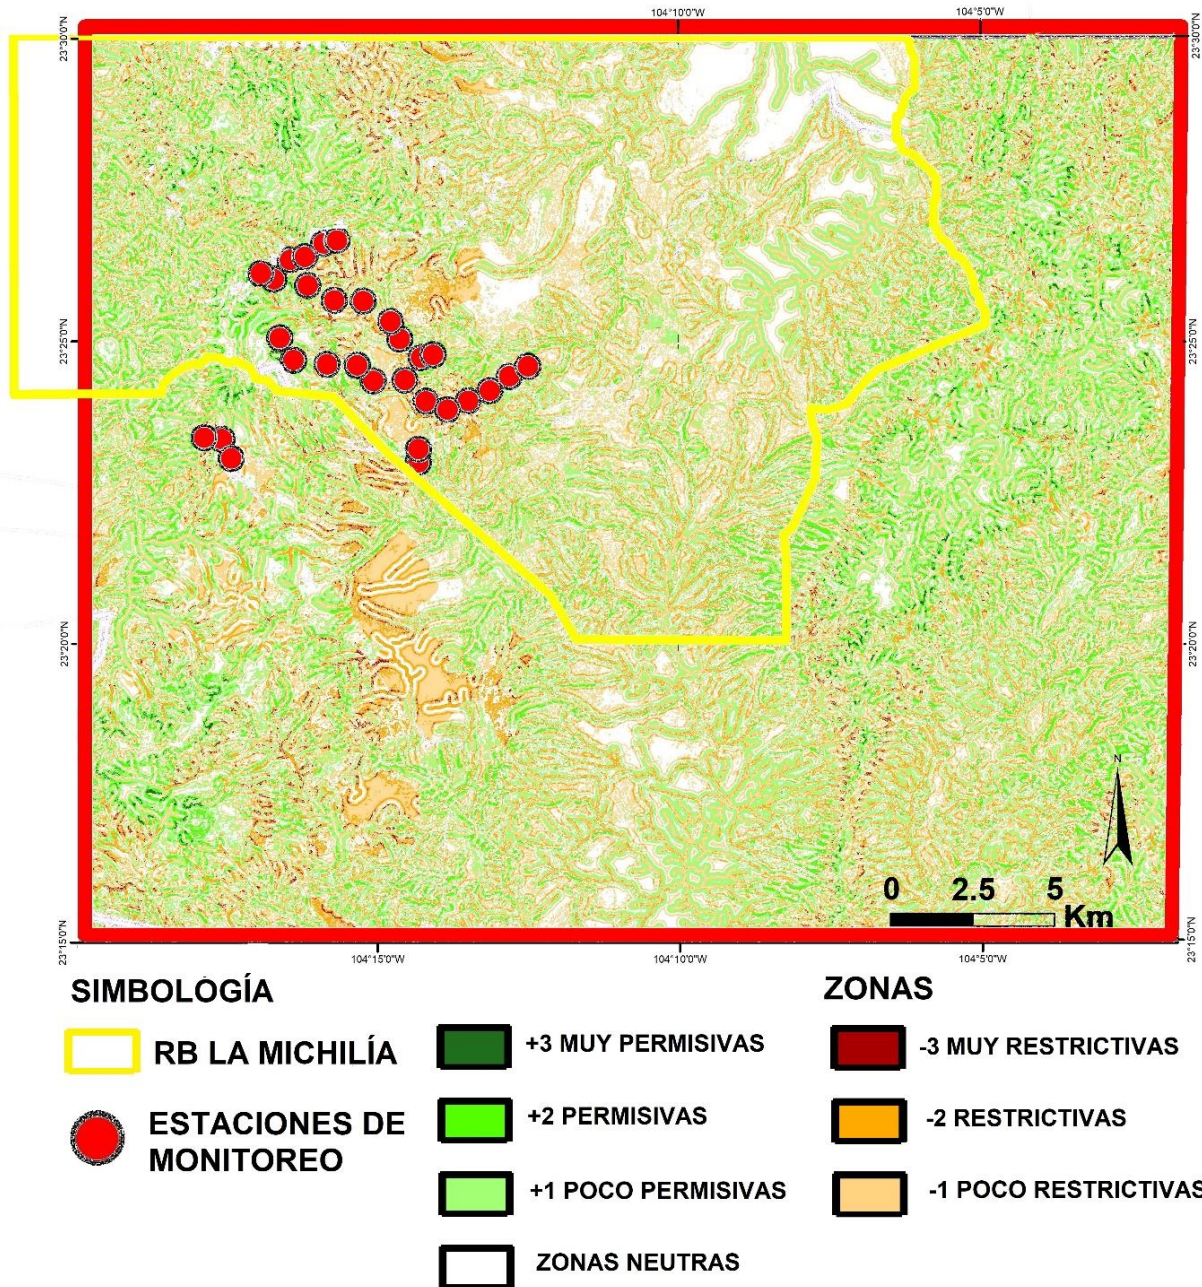 104°10'0"W
104°5'0"W
23°30'0"N
23°30'0"N
23°25'0"N
23°25'0"N
23°20'0"N
23°20'0"N
N
0 2.5 5
Km
23°15'0"N
23°15'0"N
104°15'0"W
104°10'0"W
104°5'0"W
SIMBOLOGÍA
ZONAS
RB LA MICHILÍA
+3 MUY PERMISIVAS
-3 MUY RESTRICTIVAS
ESTACIONES DE
MONITOREO
+2 PERMISIVAS
-2 RESTRICTIVAS
+1 POCO PERMISIVAS
-1 POCO RESTRICTIVAS
ZONAS NEUTRAS